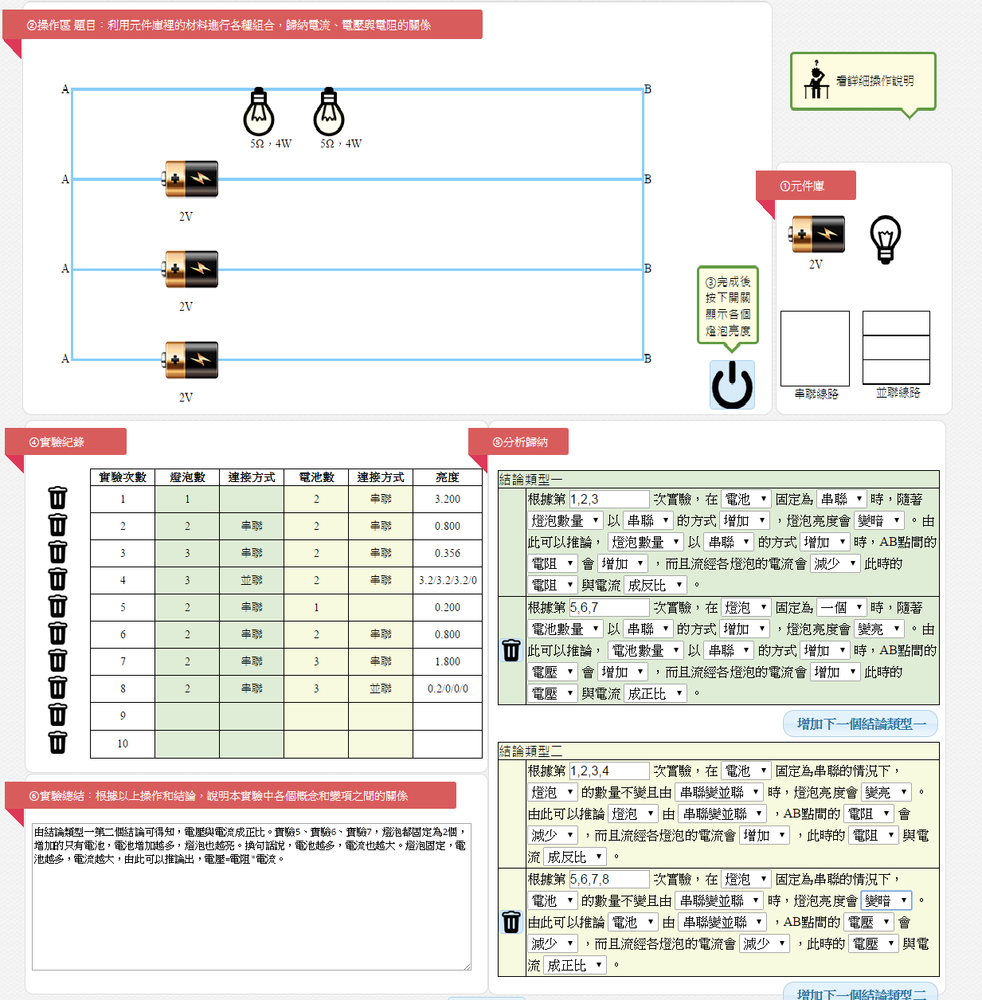 ②操作區 題目：利用元件庫裡的材料進行各種組合，歸納電流、電壓與電阻的關係
看詳細操作說明
A B
5Ω，4W 5Ω，4W
A B
2V
A B
2V
A B
2V
①元件庫
2V
串聯線路 並聯線路
③完成後
按下開關
顯示各個
燈泡亮度
④實驗紀錄
實驗次數 燈泡數 連接方式 電池數 連接方式 亮度
1 1 2 串聯 3.200
2 2 串聯 2 串聯 0.800
3 3 串聯 2 串聯 0.356
4 3 並聯 2 串聯 3.2/3.2/3.2/0
5 2 串聯 1 0.200
6 2 串聯 2 串聯 0.800
7 2 串聯 3 串聯 1.800
8 2 串聯 3 並聯 0.2/0/0/0
9
10
⑤分析歸納
結論類型一
根據第 1,2,3 次實驗，在 電池 固定為 串聯 時，隨著
燈泡數量 以 串聯 的方式 增加 ，燈泡亮度會 變暗 。由
此可以推論， 燈泡數量 以 串聯 的方式 增加 時，AB點間的
電阻 會 增加 ，而且流經各燈泡的電流會 減少 此時的
電阻 與電流 成反比 。
根據第 5,6,7 次實驗，在 燈泡 固定為 一個 時，隨著
電池數量 以 串聯 的方式 增加 ，燈泡亮度會 變亮 。由
此可以推論， 電池數量 以 串聯 的方式 增加 時，AB點間的
電壓 會 增加 ，而且流經各燈泡的電流會 增加 此時的
電壓 與電流 成正比 。
增加下一個結論類型一
結論類型二
根據第 1,2,3,4 次實驗，在 電池 固定為串聯的情況下，
燈泡 的數量不變且由 串聯變並聯 時，燈泡亮度會 變亮 。
由此可以推論 燈泡 由 串聯變並聯 ，AB點間的 電阻 會
減少 ，而且流經各燈泡的電流會 增加 ，此時的 電阻 與電
流 成反比 。
根據第 5,6,7,8 次實驗，在 燈泡 固定為串聯的情況下，
電池 的數量不變且由 串聯變並聯 時，燈泡亮度會 變暗 。
由此可以推論 電池 由 串聯變並聯 ，AB點間的 電壓 會
減少 ，而且流經各燈泡的電流會 減少 ，此時的 電壓 與電
流 成正比 。
增加下一個結論類型二
⑥實驗總結：根據以上操作和結論，說明本實驗中各個概念和變項之間的關係
由結論類型一第二個結論可得知，電壓與電流成正比。實驗5、實驗6、實驗7，燈泡都固定為2個，
增加的只有電池，電池增加越多，燈泡也越亮。換句話說，電池越多，電流也越大。燈泡固定，電
池越多，電流越大，由此可以推論出，電壓=電阻*電流。